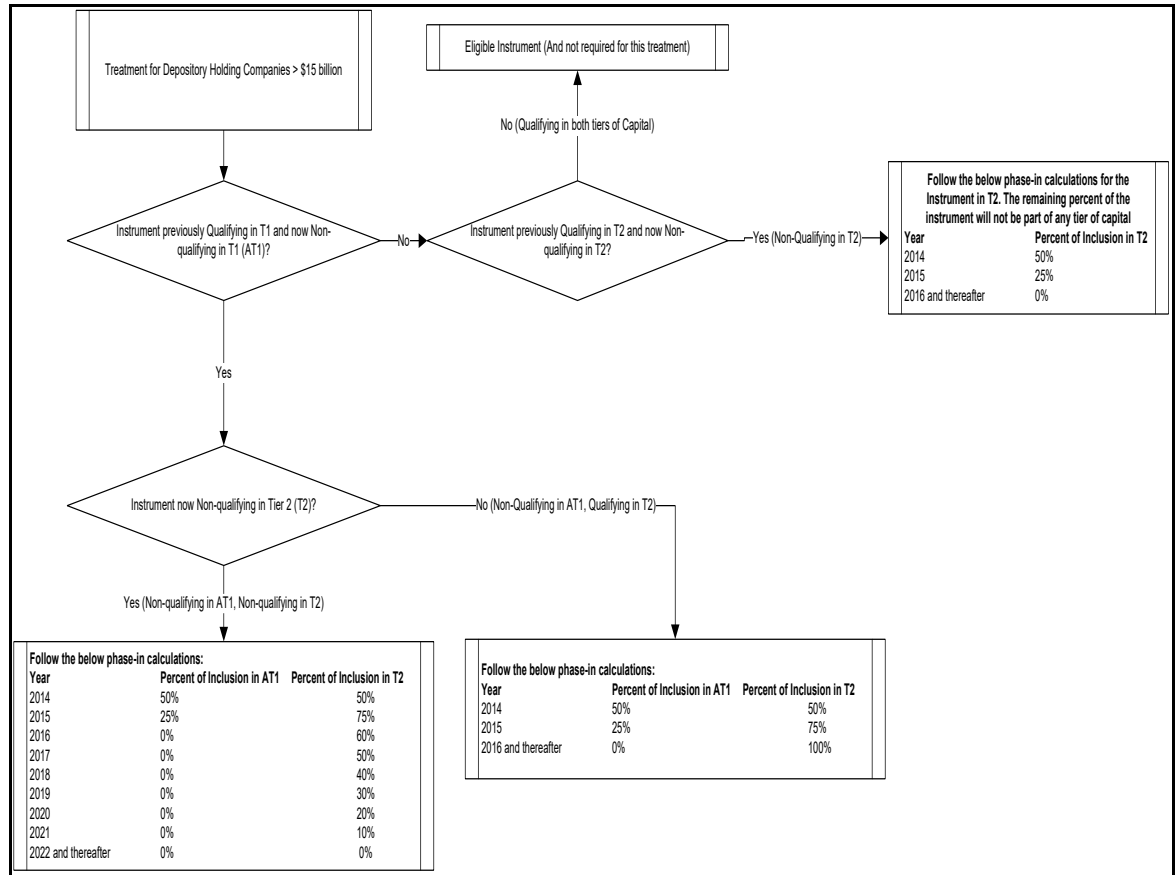 Treatment for Depository Holding Companies > $15 billion
Eligible Instrument (And not required for this treatment)
No (Qualifying in both tiers of Capital)
Instrument previously Qualifying in T1 and now Non-
qualifying in T1 (AT1)?
No
Instrument previously Qualifying in T2 and now Non-
qualifying in T2?
Yes (Non-Qualifying in T2)
Follow the below phase-in calculations for the
Instrument in T2. The remaining percent of the
instrument will not be part of any tier of capital
Year Percent of Inclusion in T2
2014 50%
2015 25%
2016 and thereafter 0%
Yes
Instrument now Non-qualifying in Tier 2 (T2)?
No (Non-Qualifying in AT1, Qualifying in T2)
Yes (Non-qualifying in AT1, Non-qualifying in T2)
Follow the below phase-in calculations:
Year Percent of Inclusion in AT1 Percent of Inclusion in T2
2014 50% 50%
2015 25% 75%
2016 0% 60%
2017 0% 50%
2018 0% 40%
2019 0% 30%
2020 0% 20%
2021 0% 10%
2022 and thereafter 0% 0%
Follow the below phase-in calculations:
Year Percent of Inclusion in AT1 Percent of Inclusion in T2
2014 50% 50%
2015 25% 75%
2016 and thereafter 0% 100%